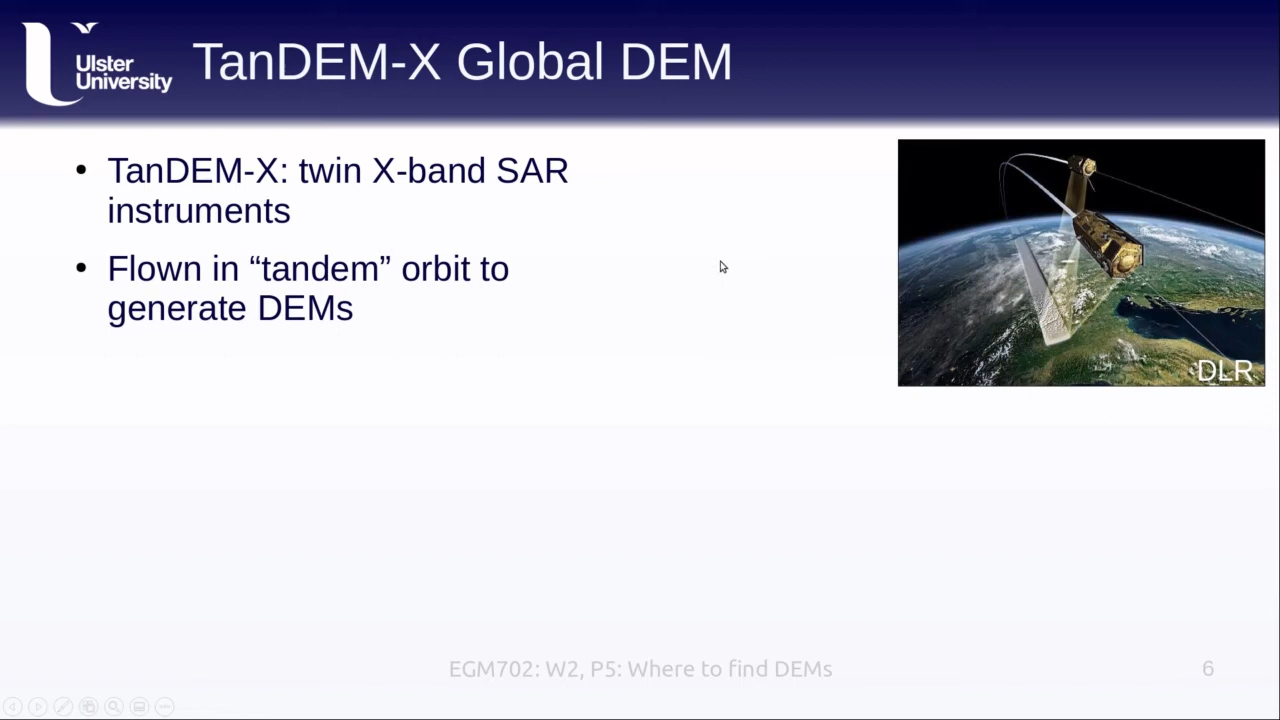 Ulster
University
TanDEM-X Global DEM
• TanDEM-X: twin X-band SAR
instruments
• Flown in “tandem” orbit to
generate DEMs
DLR
EGM702: W2, P5: Where to find DEMs
6